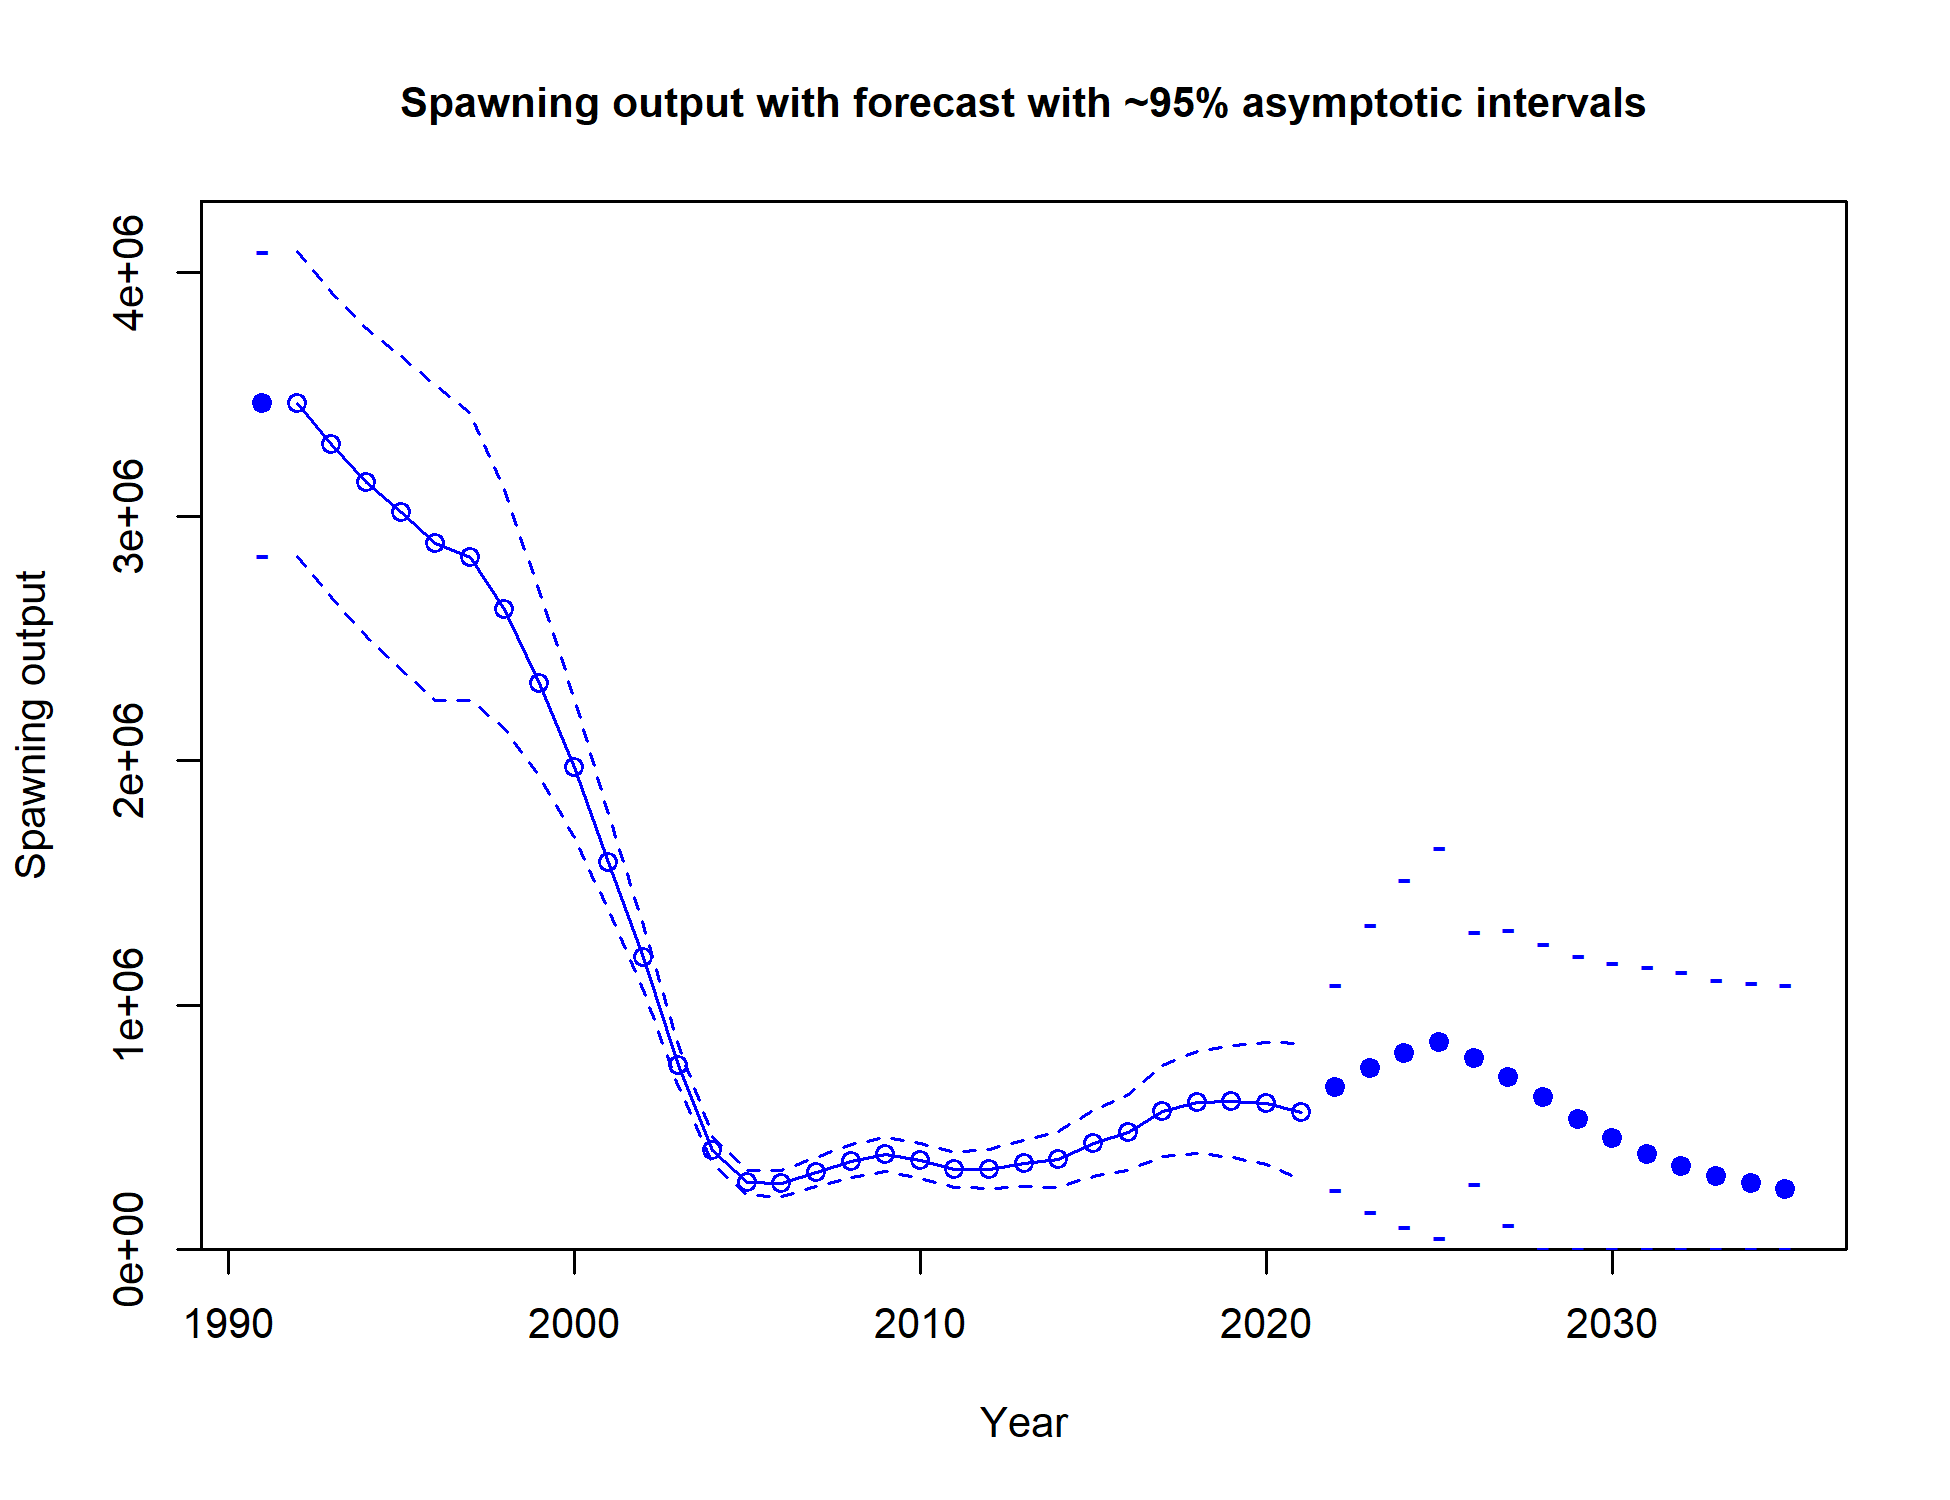 Spawning output with forecast with ~95% asymptotic intervals
Spawning output
4e+06
3e+06
2e+06
1e+06
0e+00
1990 2000 2010 2020 2030
Year